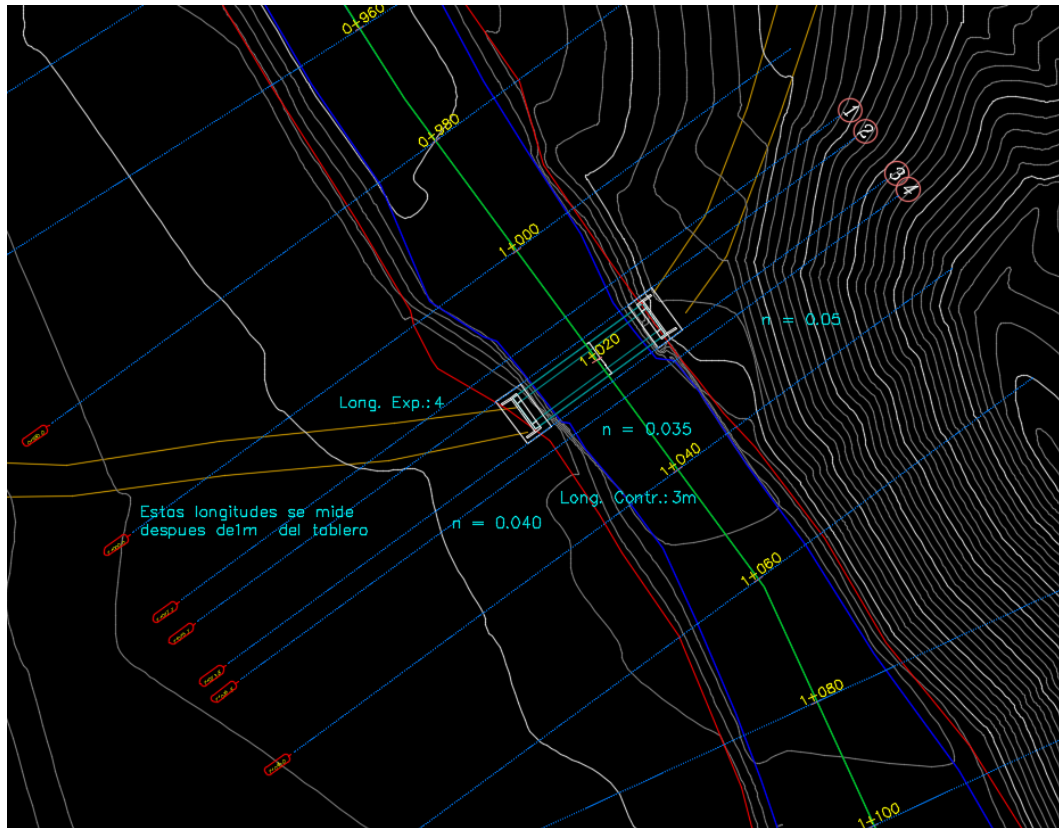 0+960
0+980
1
2
3
4
1+000
n = 0.05
1+020
Long. Exp.:4
n = 0.035
1+040
Long. Contr.:3m
Estas longitudes se mide
despues de1m del tablero
n = 0.040
1+060
1+080
1+100